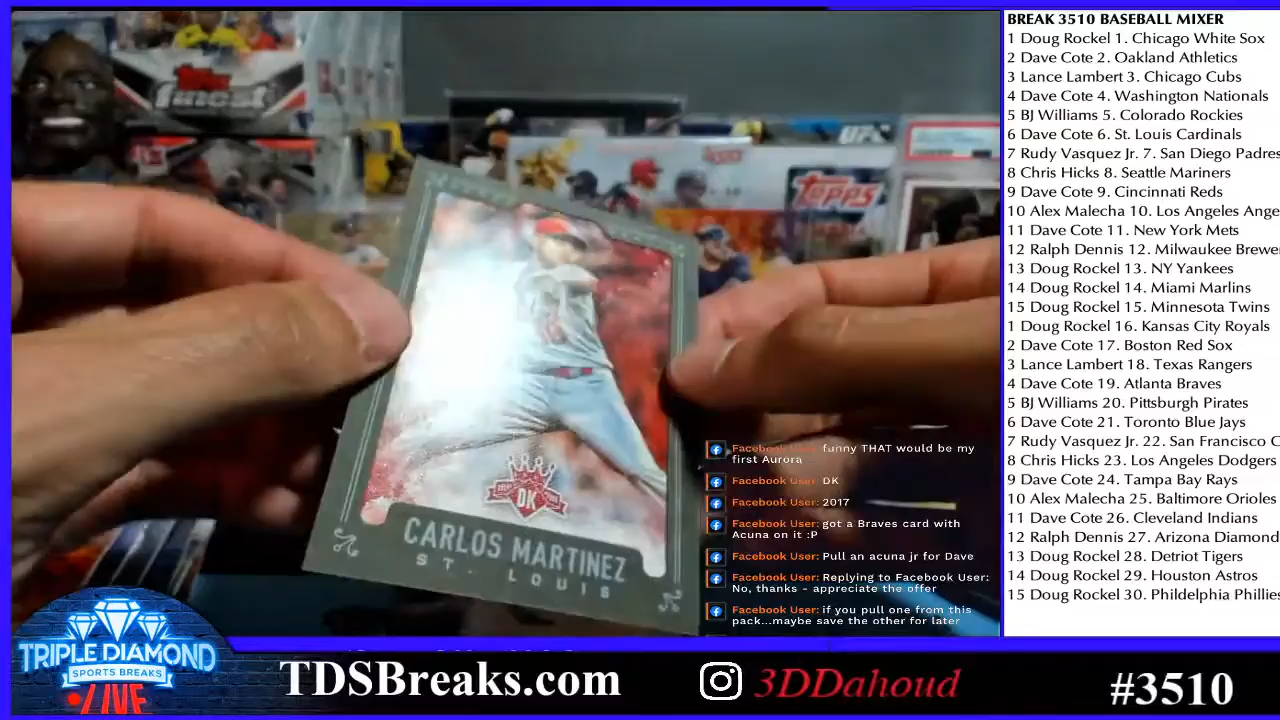 BREAK 3510 BASEBALL MIXER
1 Doug Rockel 1. Chicago White Sox
2 Dave Cote 2. Oakland Athletics
3 Lance Lambert 3. Chicago Cubs
4 Dave Cote 4. Washington Nationals
5 BJ Williams 5. Colorado Rockies
6 Dave Cote 6. St. Louis Cardinals
7 Rudy Vasquez Jr. 7. San Diego Padres
8 Chris Hicks 8. Seattle Mariners
9 Dave Cote 9. Cincinnati Reds
10 Alex Malecha 10. Los Angeles Ange
11 Dave Cote 11. New York Mets
12 Ralph Dennis 12. Milwaukee Brewe
13 Doug Rockel 13. NY Yankees
14 Doug Rockel 14. Miami Marlins
15 Doug Rockel 15. Minnesota Twins
1 Doug Rockel 16. Kansas City Royals
2 Dave Cote 17. Boston Red Sox
3 Lance Lambert 18. Texas Rangers
4 Dave Cote 19. Atlanta Braves
5 BJ Williams 20. Pittsburgh Pirates
6 Dave Cote 21. Toronto Blue Jays
7 Rudy Vasquez Jr. 22. San Francisco
8 Chris Hicks 23. Los Angeles Dodgers
9 Dave Cote 24. Tampa Bay Rays
10 Alex Malecha 25. Baltimore Orioles
11 Dave Cote 26. Cleveland Indians
12 Ralph Dennis 27. Arizona Diamond
13 Doug Rockel 28. Detriot Tigers
14 Doug Rockel 29. Houston Astros
15 Doug Rockel 30. Phildelphia Phillies
Topps
finest
UFC
Topps
DK
CARLOS MARTINEZ
ST. LOUIS
Facebook User: funny THAT would be my
first Aurora
Facebook User: DK
Facebook User: 2017
Facebook User: got a Braves card with
Acuna on it :P
Facebook User: Pull an acuna jr for Dave
Facebook User: Replying to Facebook User:
No, thanks - appreciate the offer
Facebook User: if you pull one from this
pack...maybe save the other for later
TRIPLE DIAMOND
SPORTS BREAKS
LIVE
TDSBreaks.com
3DDahoud
#3510